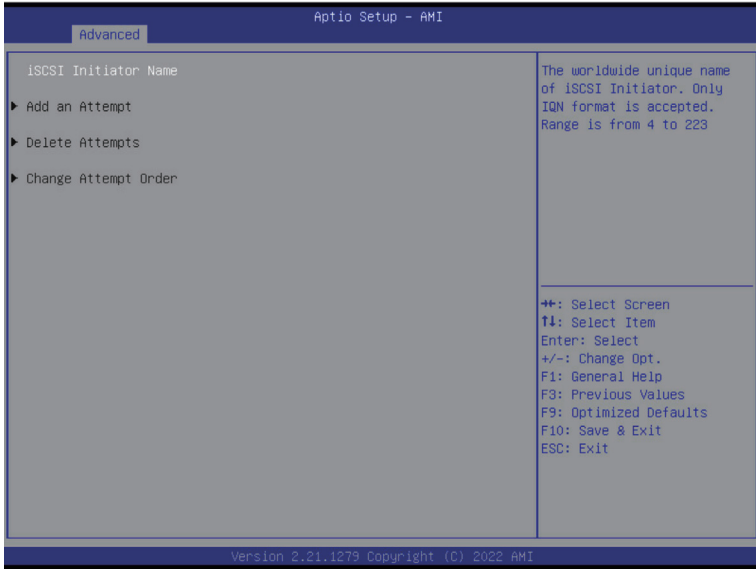 Aptio Setup - AMI
Advanced
iSCSI Initiator Name
▶ Add an Attempt
▶ Delete Attempts
▶ Change Attempt Order
The worldwide unique name
of iSCSI Initiator. Only
IQN format is accepted.
Range is from 4 to 223
→←: Select Screen
↑↓: Select Item
Enter: Select
+/-: Change Opt.
F1: General Help
F3: Previous Values
F9: Optimized Defaults
F10: Save & Exit
ESC: Exit
Version 2.21.1279 Copyright (C) 2022 AMI